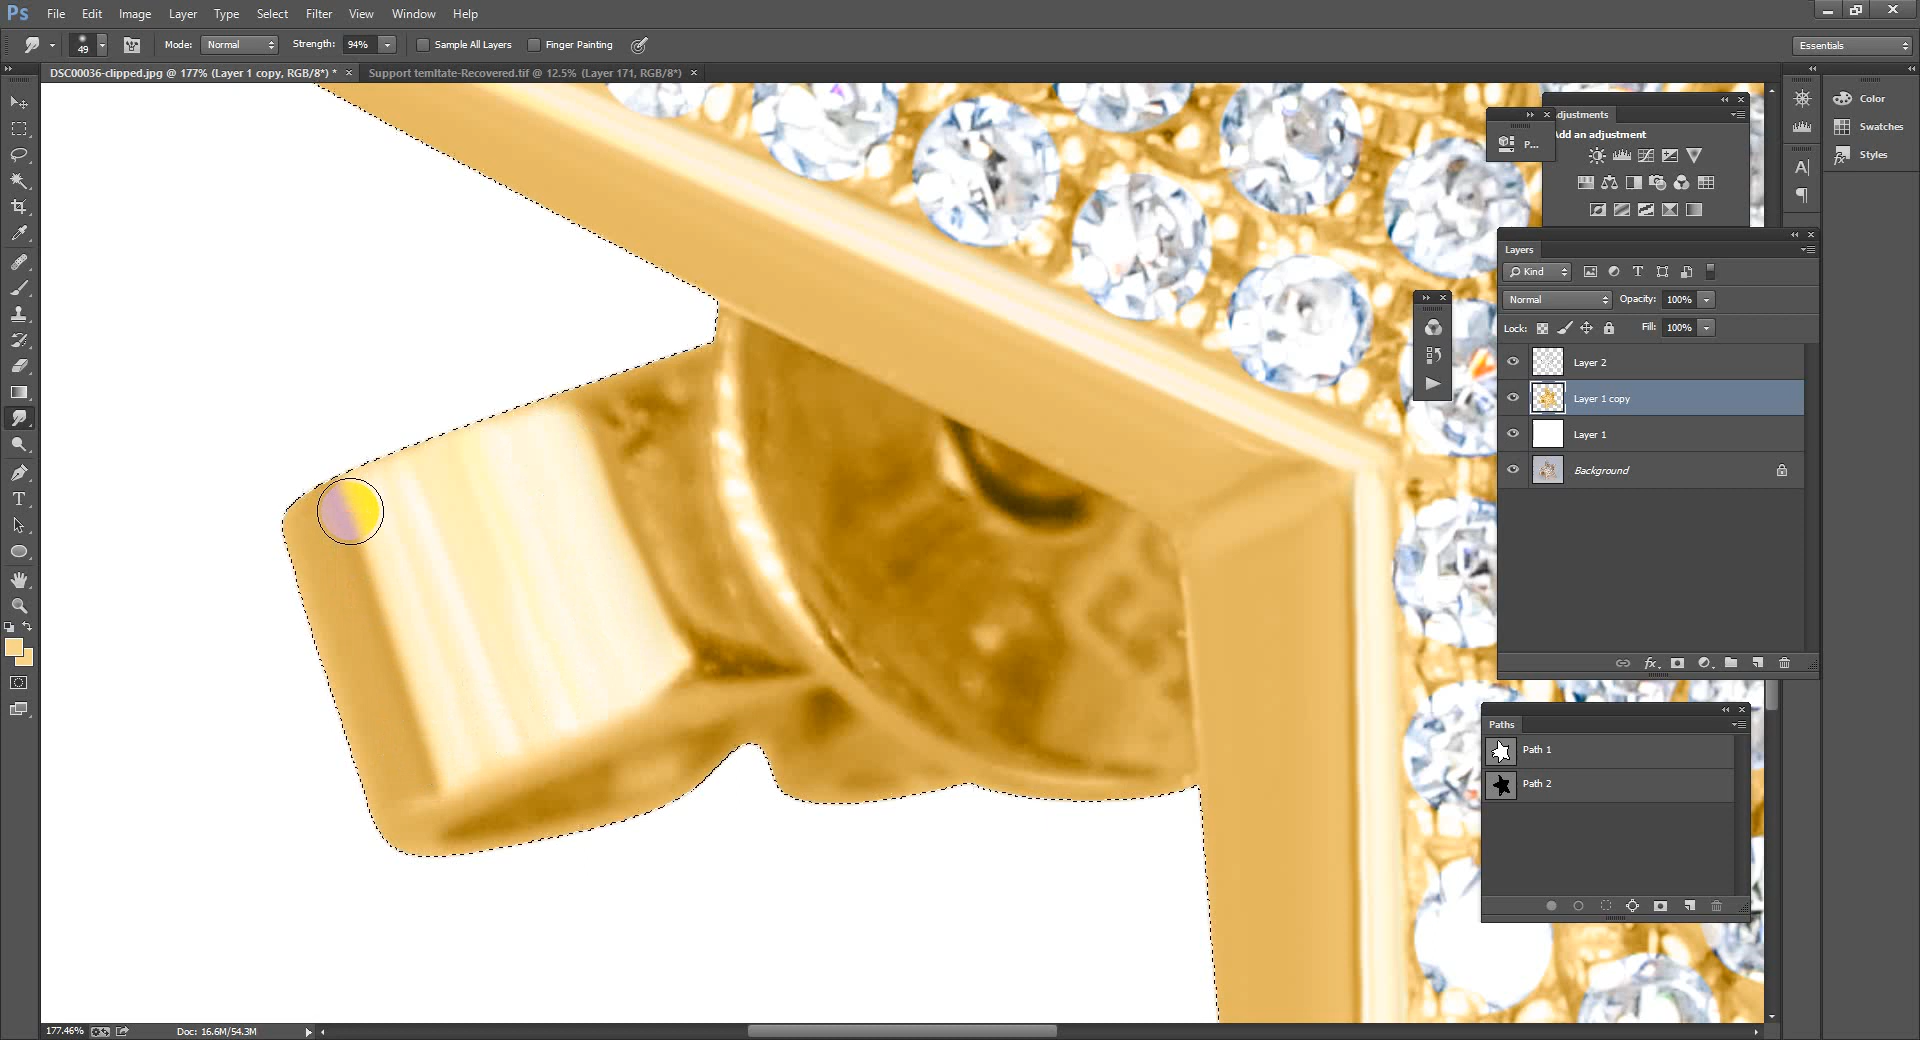 Ps File Edit Image Layer Type Select Filter View Window Help
49 Mode: Normal Strength: 94% Sample All Layers Finger Painting Essentials
DSC00036-clipped.jpg @ 177% (Layer 1 copy, RGB/8*) * × Support temltate-Recovered.tif @ 12.5% (Layer 171, RGB/8*) ×
Color
Swatches
Styles
djustments
Add an adjustment
P...
Layers
Kind
Normal Opacity: 100%
Lock: Fill: 100%
Layer 2
Layer 1 copy
Layer 1
Background
fx
Paths
Path 1
Path 2
177.46% Doc: 16.6M/54.3M